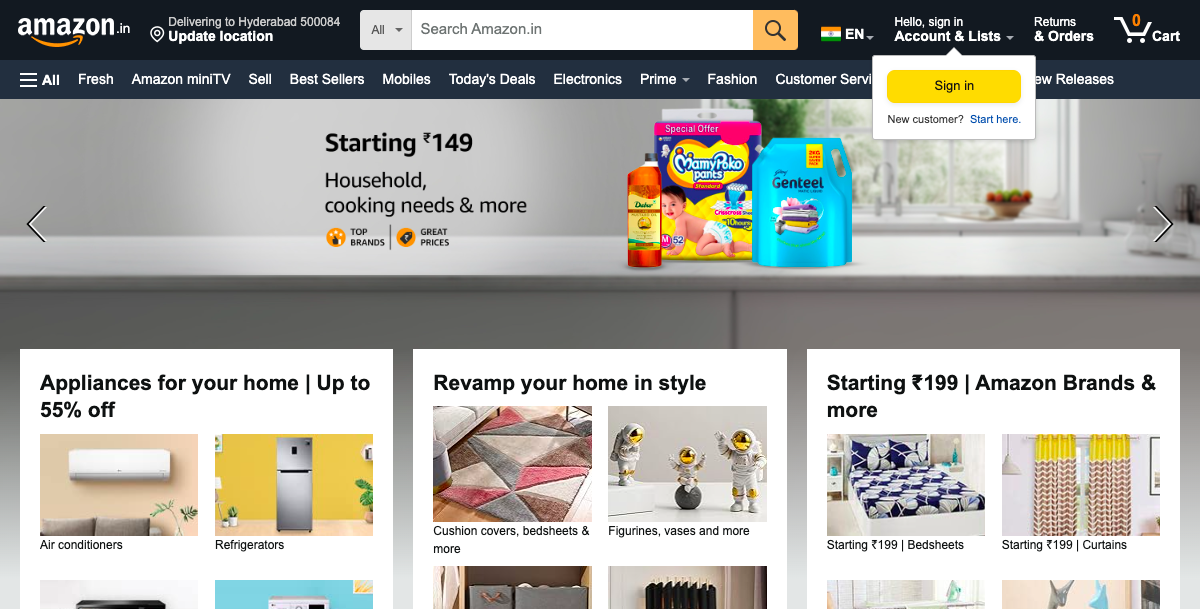 amazon.in
Delivering to Hyderabad 500084
Update location
All
Search Amazon.in
EN
Hello, sign in
Account & Lists
Returns
& Orders
0
Cart
All
Fresh
Amazon miniTV
Sell
Best Sellers
Mobiles
Today's Deals
Electronics
Prime
Fashion
Customer Servi
ew Releases
Sign in
New customer? Start here.
Starting ₹149
Household,
cooking needs & more
TOP
BRANDS
GREAT
PRICES
Special Offer
MamyPoko
pants
Standard
Crisscross
10hours
M 52
Dabur
Genteel
2KG
Appliances for your home | Up to
55% off
Air conditioners
Refrigerators
Revamp your home in style
Cushion covers, bedsheets &
more
Figurines, vases and more
Starting ₹199 | Amazon Brands &
more
Starting ₹199 | Bedsheets
Starting ₹199 | Curtains